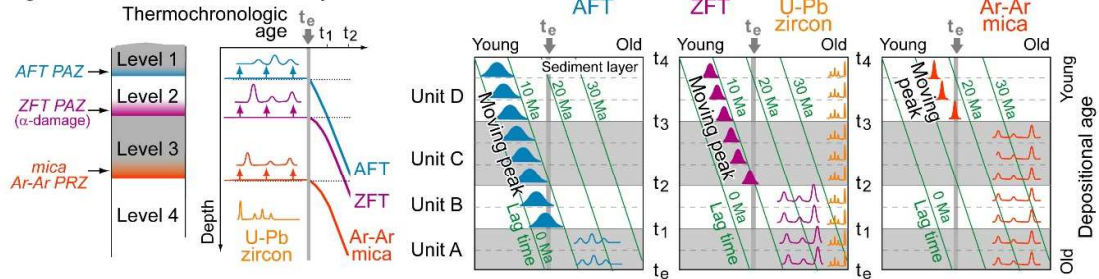 Thermochronologic
age
te
t1
t2
Level 1
AFT PAZ
Level 2
ZFT PAZ
(α-damage)
Level 3
mica
Ar-Ar PRZ
Level 4
Depth
U-Pb
zircon
AFT
ZFT
Ar-Ar
mica
AFT
te
Young
Old
Sediment layer
Unit D
Unit C
Unit B
Unit A
Moving peak
10 Ma
20 Ma
30 Ma
Lag time
0 Ma
t4
t3
t2
t1
te
ZFT
U-Pb
zircon
te
Young
Old
Moving peak
10 Ma
20 Ma
30 Ma
0 Ma
Lag time
t4
t3
t2
t1
te
Ar-Ar
mica
te
Young
Old
Moving
peak
10 Ma
20 Ma
30 Ma
0 Ma
Lag time
Young
Depositional age
Old